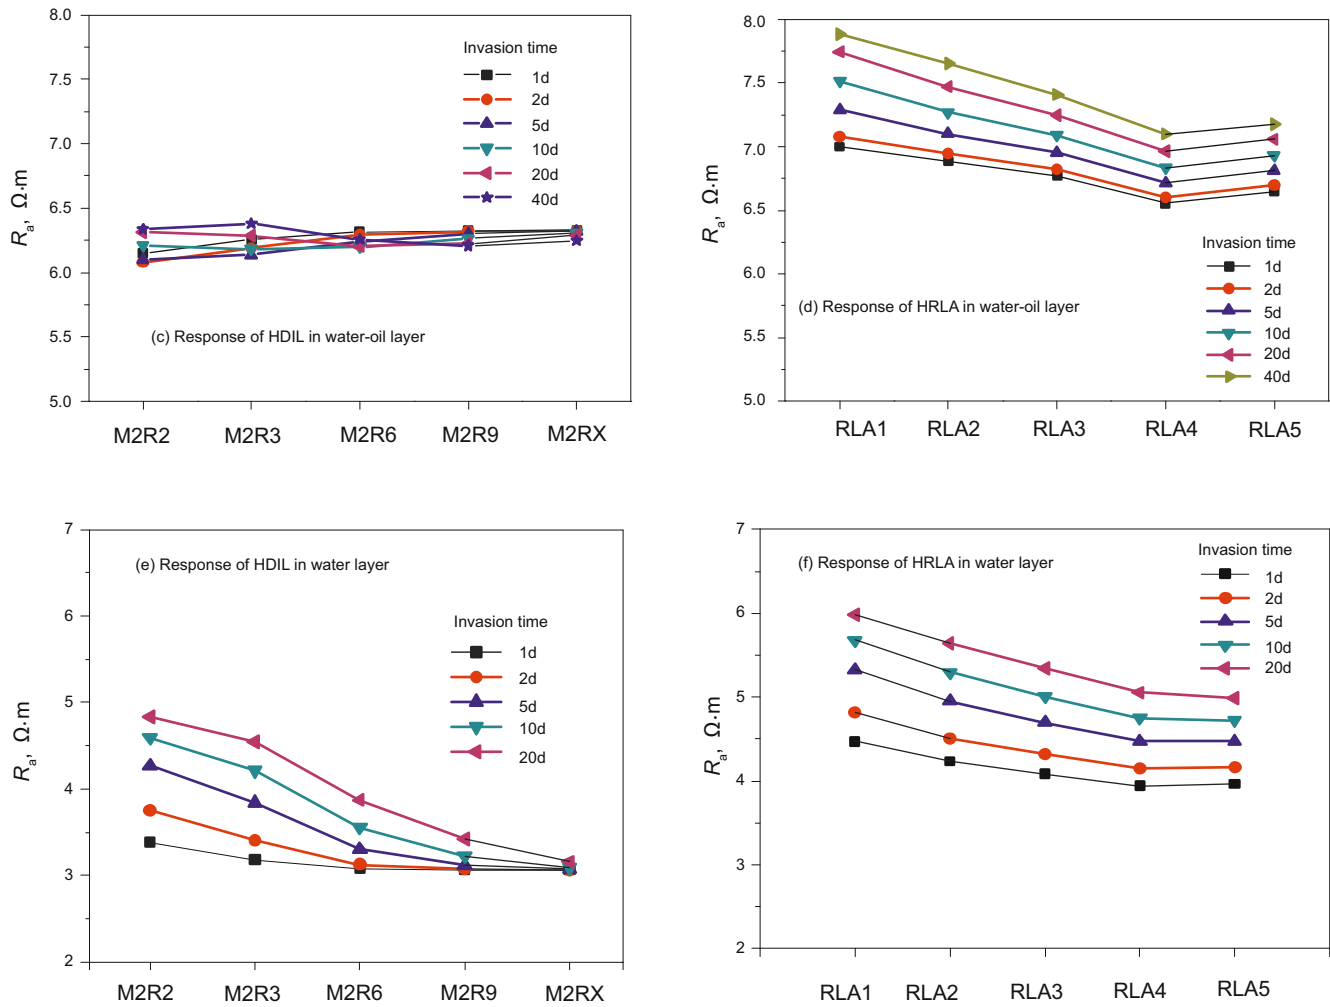 8.0
7.5
7.0
6.5
6.0
5.5
5.0
Rₐ, Ω·m
Invasion time
1d
2d
5d
10d
20d
40d
(c) Response of HDIL in water-oil layer
M2R2 M2R3 M2R6 M2R9 M2RX
8.0
7.5
7.0
6.5
6.0
5.5
5.0
Rₐ, Ω·m
(d) Response of HRLA in water-oil layer
Invasion time
1d
2d
5d
10d
20d
40d
RLA1 RLA2 RLA3 RLA4 RLA5
7
6
5
4
3
2
Rₐ, Ω·m
(e) Response of HDIL in water layer
Invasion time
1d
2d
5d
10d
20d
M2R2 M2R3 M2R6 M2R9 M2RX
7
6
5
4
3
2
Rₐ, Ω·m
(f) Response of HRLA in water layer
Invasion time
1d
2d
5d
10d
20d
RLA1 RLA2 RLA3 RLA4 RLA5